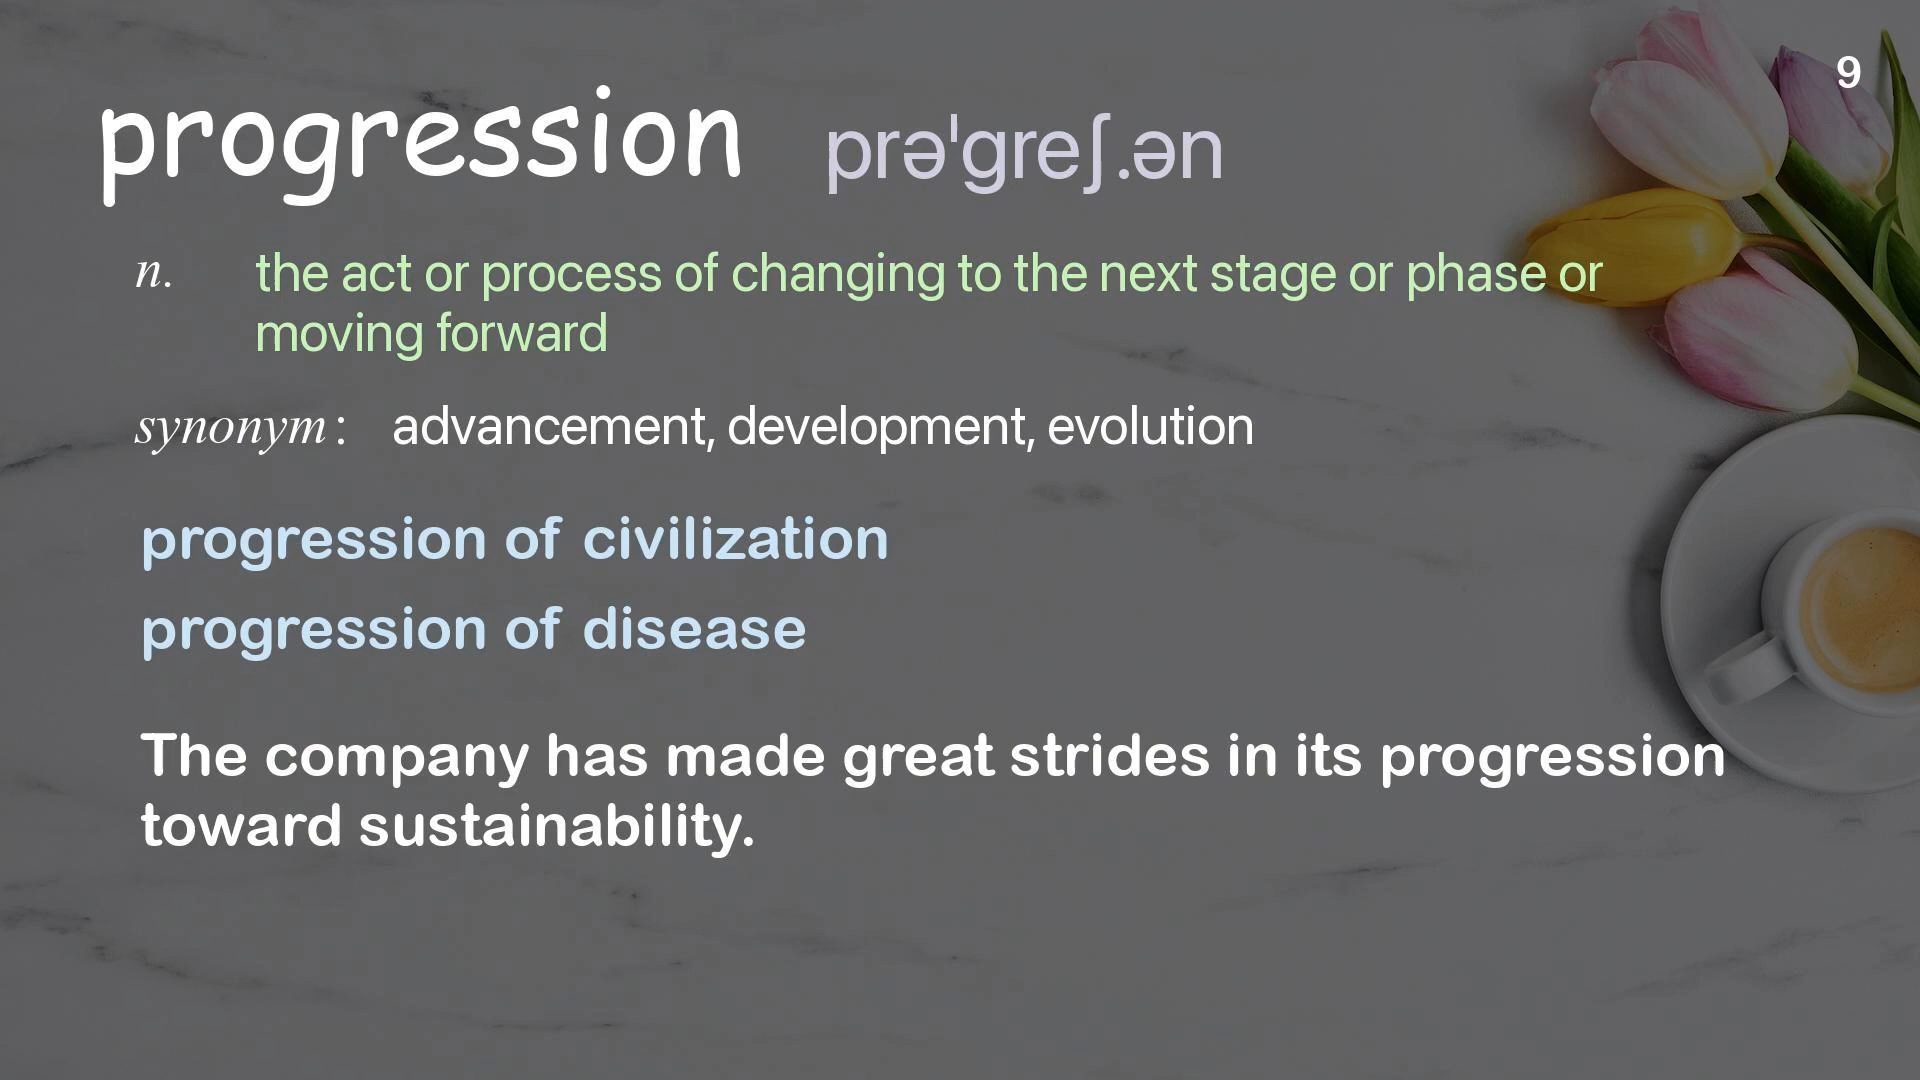 9
progression prə'greʃ.ən
n. the act or process of changing to the next stage or phase or
moving forward
synonym: advancement, development, evolution
progression of civilization
progression of disease
The company has made great strides in its progression
toward sustainability.